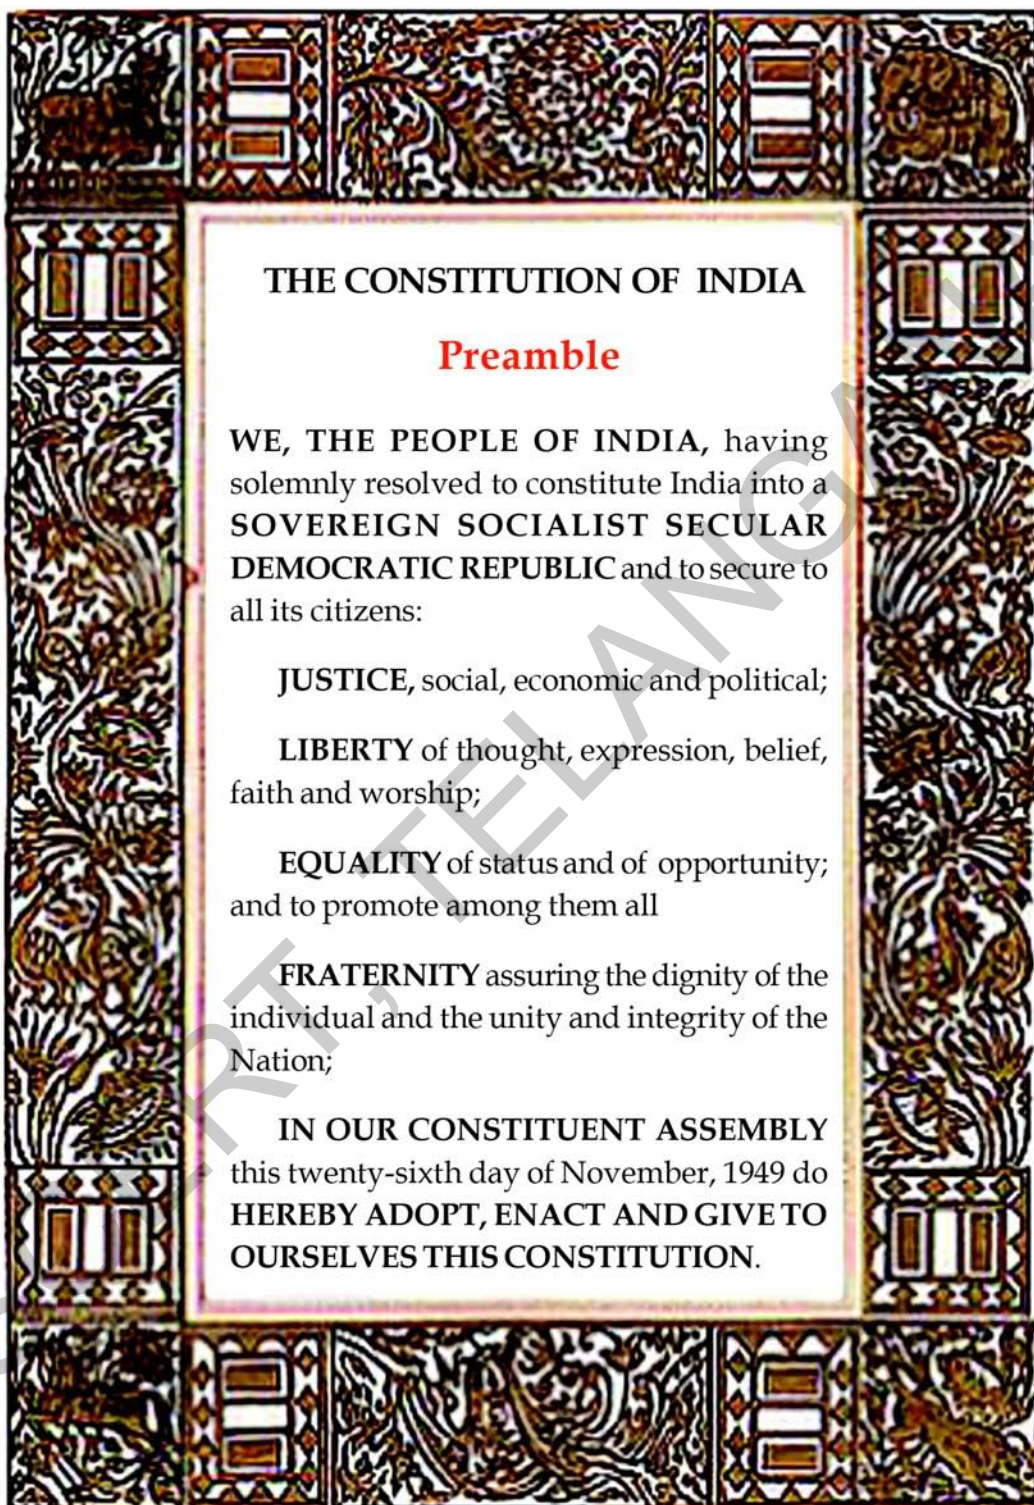 THE CONSTITUTION OF INDIA
Preamble
WE, THE PEOPLE OF INDIA, having
solemnly resolved to constitute India into a
SOVEREIGN SOCIALIST SECULAR
DEMOCRATIC REPUBLIC and to secure to
all its citizens:
JUSTICE, social, economic and political;
LIBERTY of thought, expression, belief,
faith and worship;
EQUALITY of status and of opportunity;
and to promote among them all
FRATERNITY assuring the dignity of the
individual and the unity and integrity of the
Nation;
IN OUR CONSTITUENT ASSEMBLY
this twenty-sixth day of November, 1949 do
HEREBY ADOPT, ENACT AND GIVE TO
OURSELVES THIS CONSTITUTION.